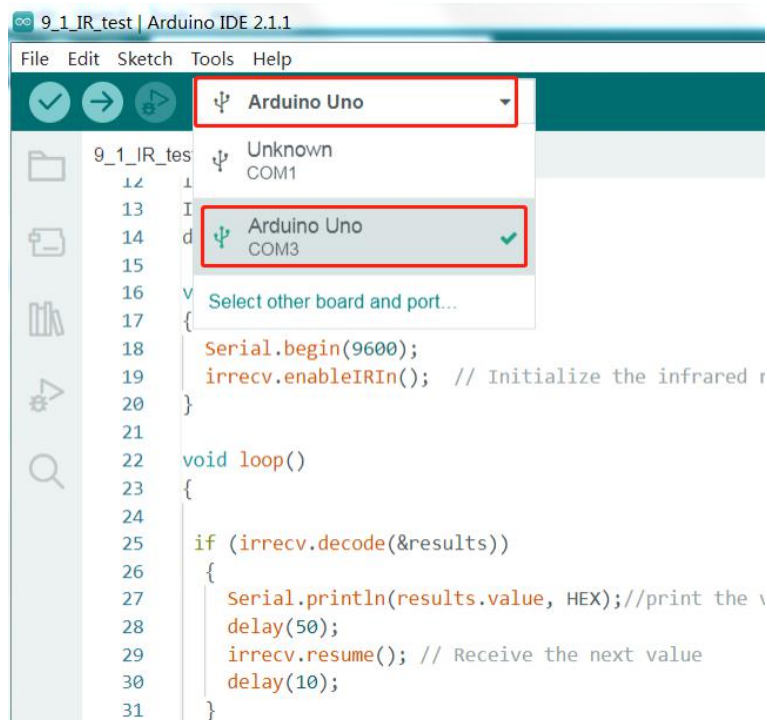 9_1_IR_test | Arduino IDE 2.1.1
File Edit Sketch Tools Help
Arduino Uno
9_1_IR_tes
Unknown
COM1
12
13 I
Arduino Uno
14 d
COM3
15
16 v
Select other board and port...
17 {
18 Serial.begin(9600);
19 irrecv.enableIRIn(); // Initialize the infrared r
20 }
21
22 void loop()
23 {
24
25 if (irrecv.decode(&results))
26 {
27 Serial.println(results.value, HEX);//print the v
28 delay(50);
29 irrecv.resume(); // Receive the next value
30 delay(10);
31 }